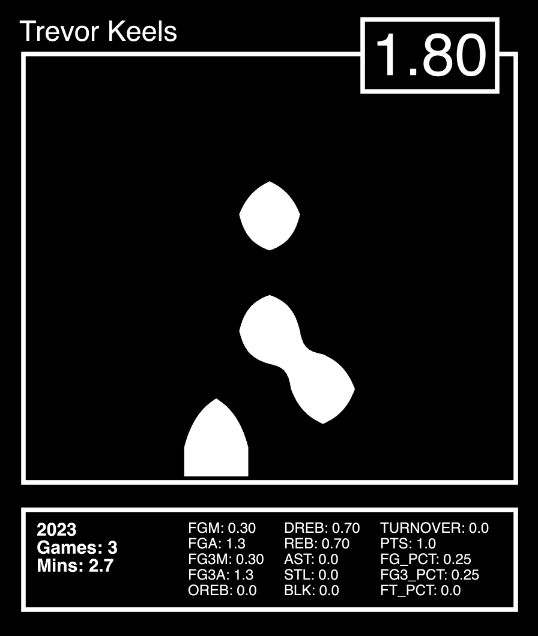 Trevor Keels
1.80
2023
Games: 3
Mins: 2.7
FGM: 0.30
FGA: 1.3
FG3M: 0.30
FG3A: 1.3
OREB: 0.0
DREB: 0.70
REB: 0.70
AST: 0.0
STL: 0.0
BLK: 0.0
TURNOVER: 0.0
PTS: 1.0
FG_PCT: 0.25
FG3_PCT: 0.25
FT_PCT: 0.0